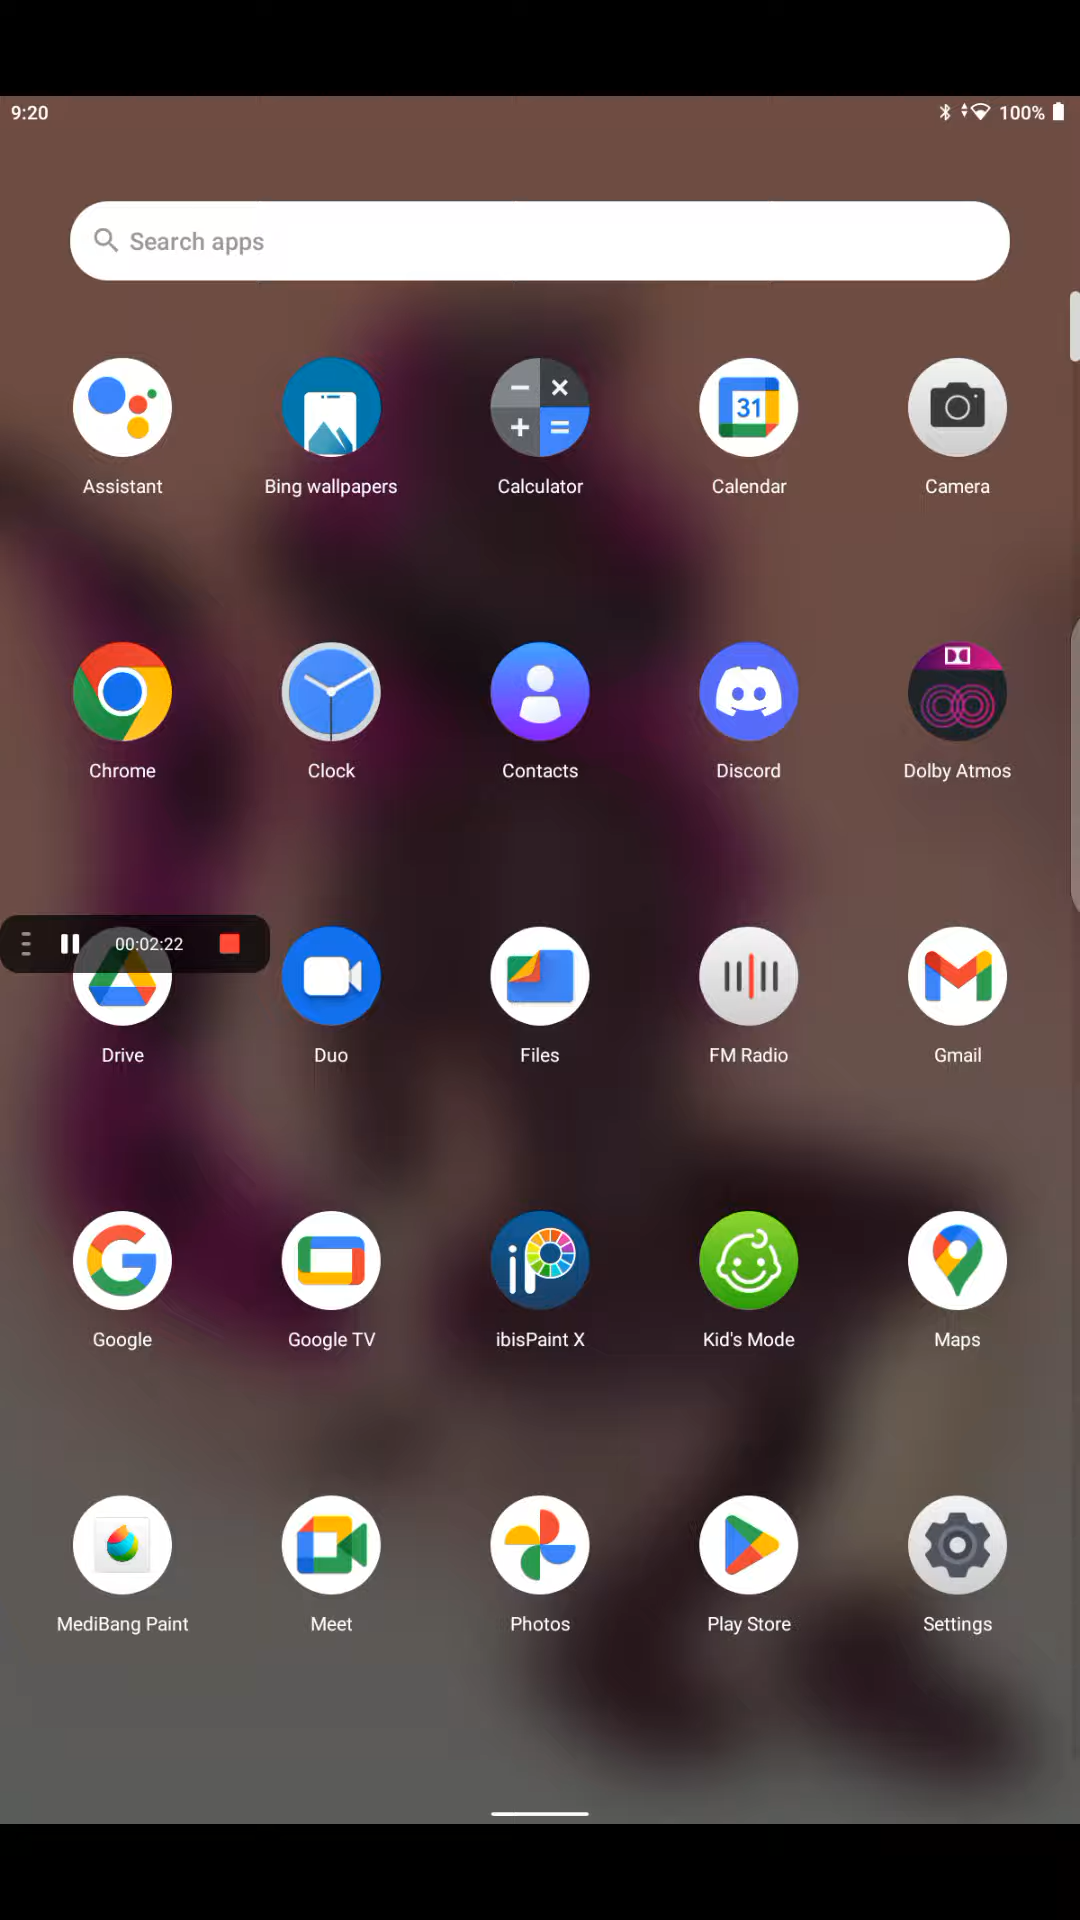 9:20
100%
Search apps
31
Assistant
Bing wallpapers
Calculator
Calendar
Camera
Chrome
Clock
Contacts
Discord
Dolby Atmos
00:02:22
Drive
Duo
Files
FM Radio
Gmail
iP
Google
Google TV
ibisPaint X
Kid's Mode
Maps
MediBang Paint
Meet
Photos
Play Store
Settings